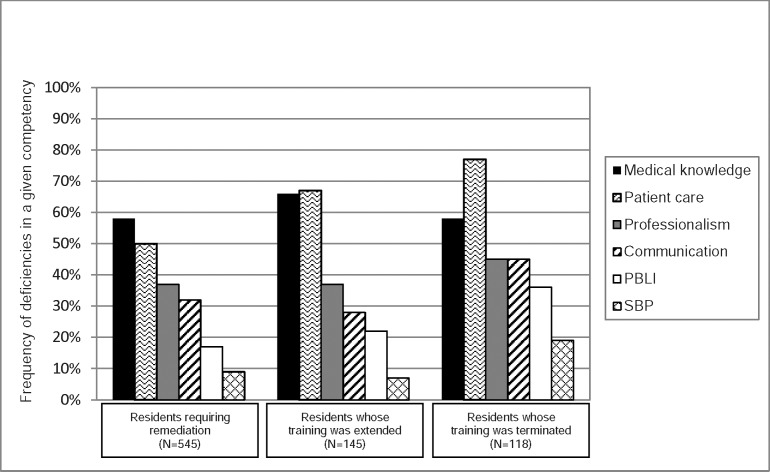 Frequency of deficiencies in a given competency
100%
90%
80%
70%
60%
50%
40%
30%
20%
10%
0%
Residents requiring
remediation
(N=545)
Residents whose
training was extended
(N=145)
Residents whose
training was terminated
(N=118)
Medical knowledge
Patient care
Professionalism
Communication
PBLI
SBP